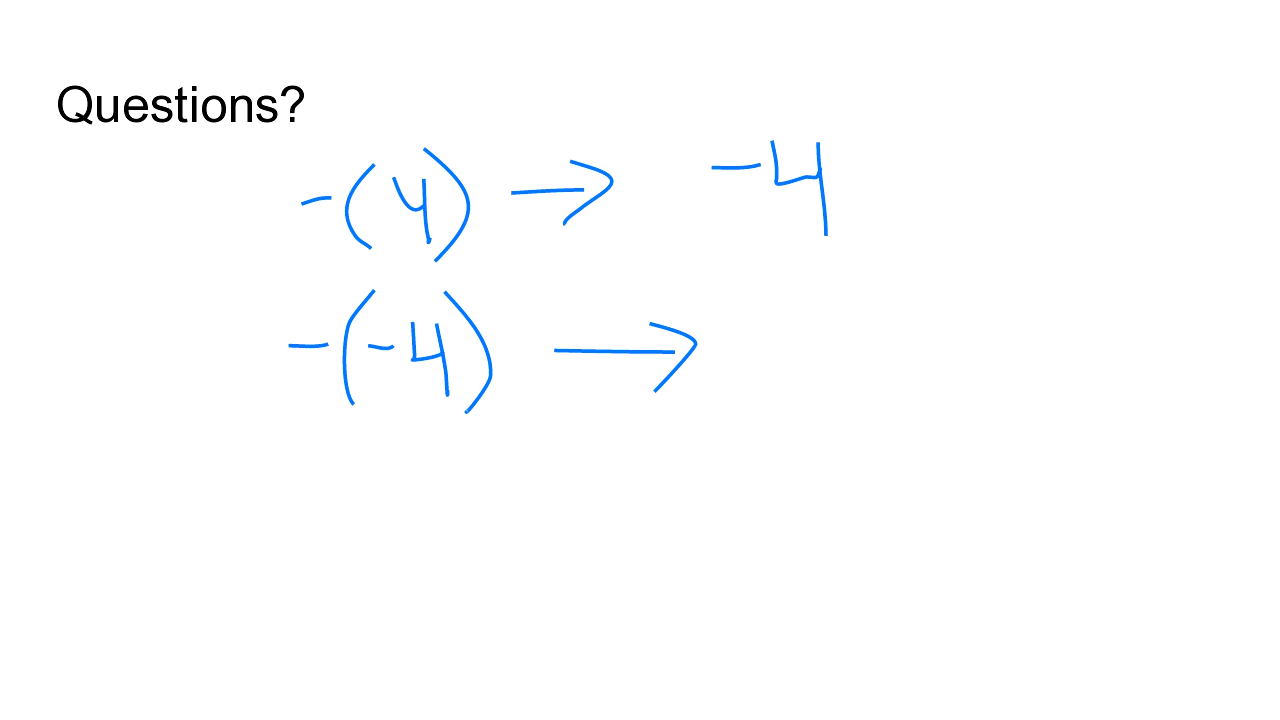 Questions?
-(4) → -4
-(-4) →